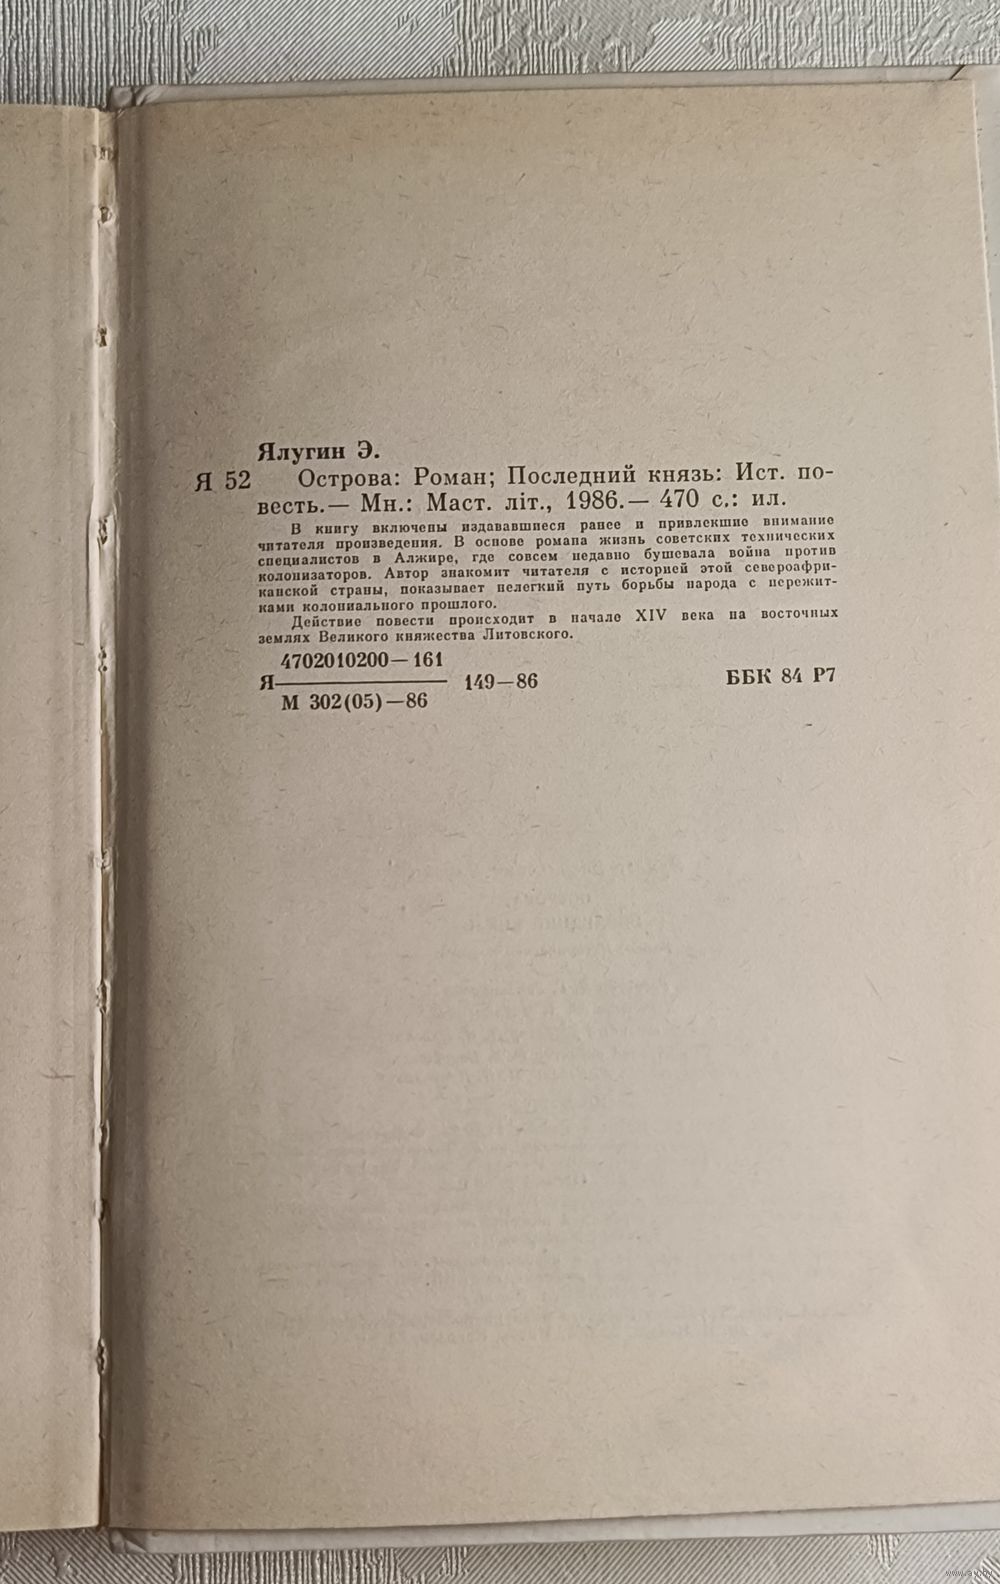 Ялугин Э.
Я 52 Острова: Роман; Последний князь: Ист. по-
весть.— Мн.: Маст. літ., 1986.— 470 с.: ил.
В книгу включены издававшиеся ранее и привлекшие внимание
читателя произведения. В основе романа жизнь советских технических
специалистов в Алжире, где совсем недавно бушевала война против
колонизаторов. Автор знакомит читателя с историей этой североафри-
канской страны, показывает нелегкий путь борьбы народа с пережит-
ками колониального прошлого.
Действие повести происходит в начале XIV века на восточных
землях Великого княжества Литовского.
4702010200—161
Я 149—86 ББК 84 Р7
М 302(05)—86
www.ay.by